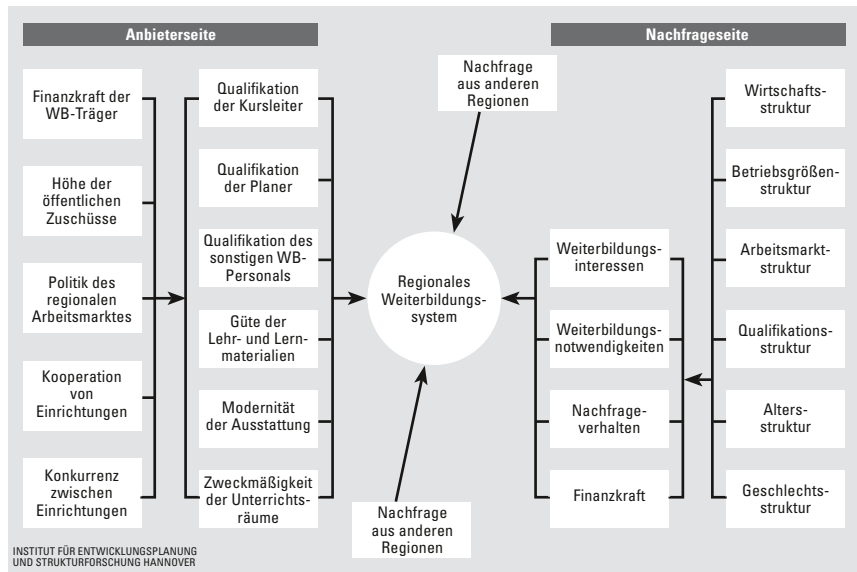 Anbieterseite
Nachfrageseite
Finanzkraft der
WB-Träger
Höhe der
öffentlichen
Zuschüsse
Politik des
regionalen
Arbeitsmarktes
Kooperation
von
Einrichtungen
Konkurrenz
zwischen
Einrichtungen
Qualifikation
der Kursleiter
Qualifikation
der Planer
Qualifikation des
sonstigen WB-
Personals
Güte der
Lehr- und Lern-
materialien
Modernität
der Ausstattung
Zweckmäßigkeit
der Unterrichts-
räume
Nachfrage
aus anderen
Regionen
Regionales
Weiterbildungs-
system
Nachfrage
aus anderen
Regionen
Weiterbildungs-
interessen
Weiterbildungs-
notwendigkeiten
Nachfrage-
verhalten
Finanzkraft
Wirtschafts-
struktur
Betriebsgrößen-
struktur
Arbeitsmarkt-
struktur
Qualifikations-
struktur
Alters-
struktur
Geschlechts-
struktur
INSTITUT FÜR ENTWICKLUNGSPLANUNG
UND STRUKTURFORSCHUNG HANNOVER